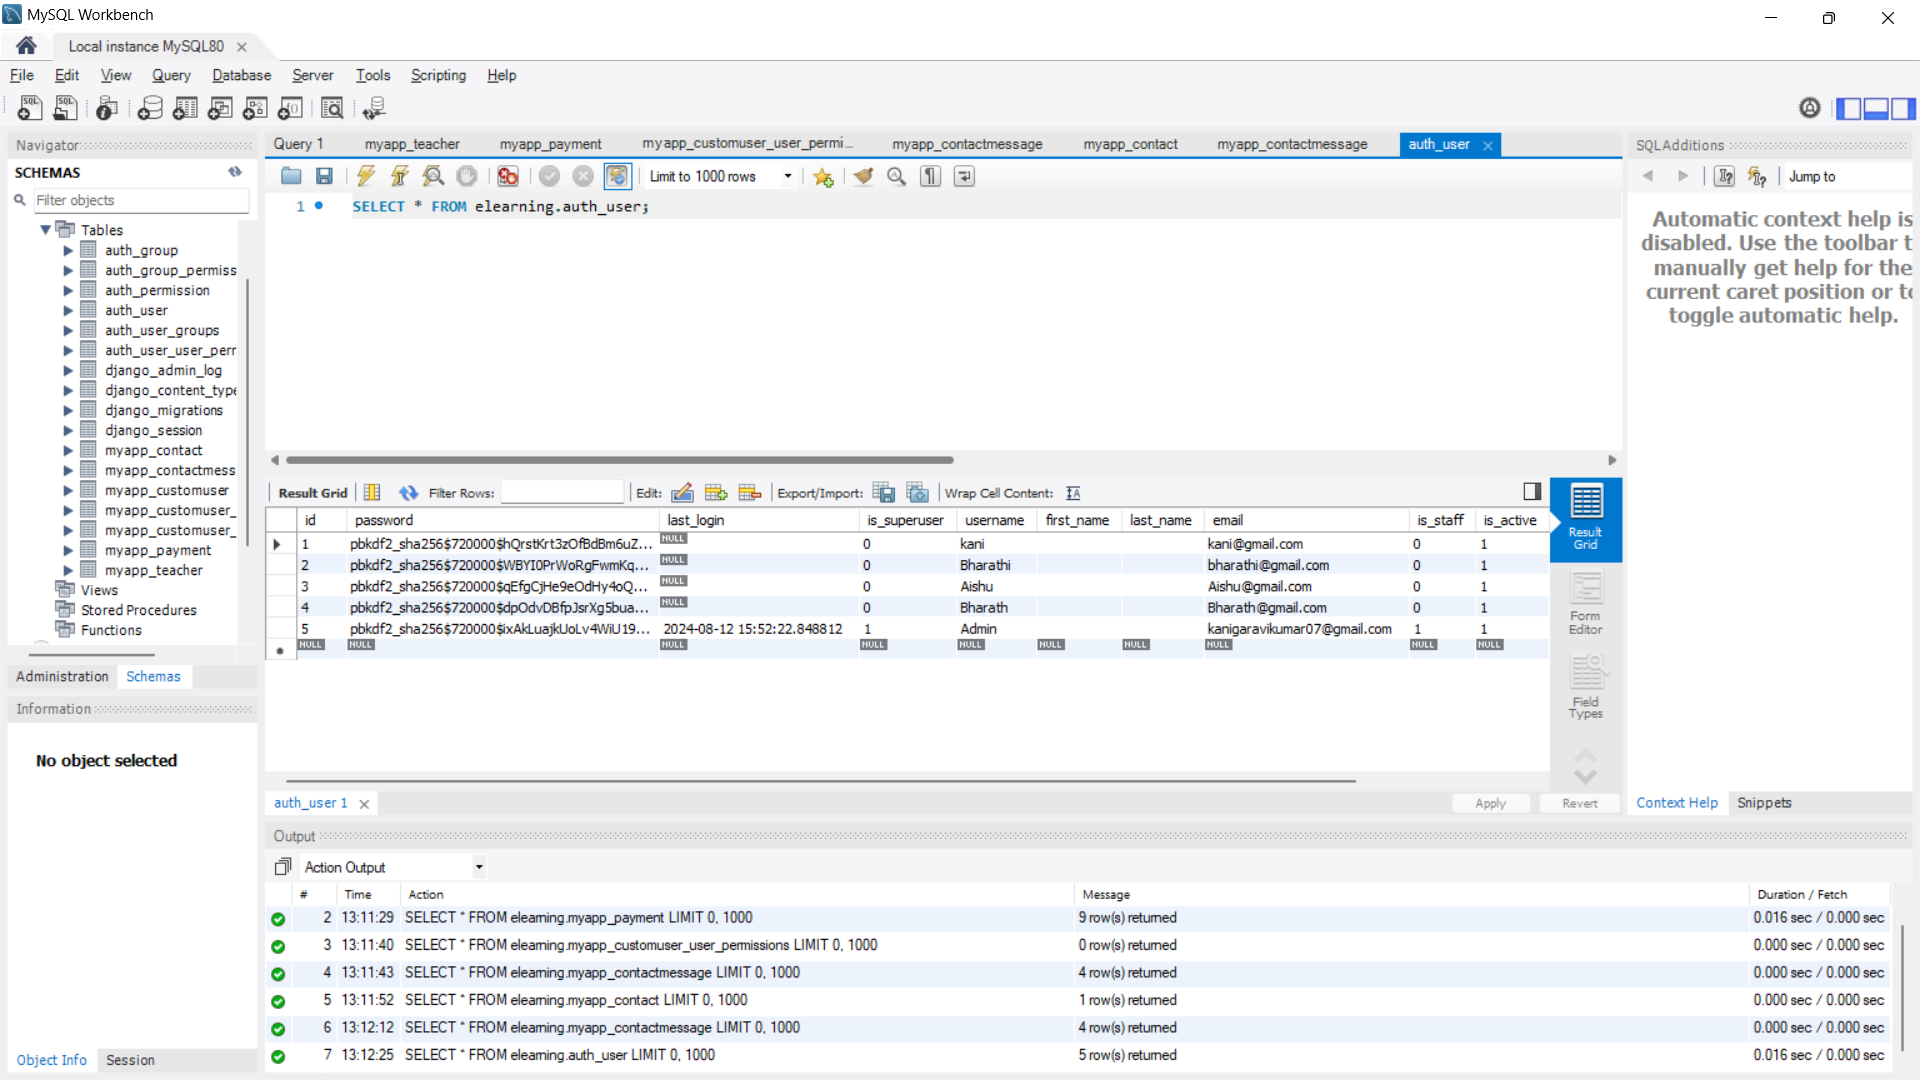 MySQL Workbench
Local instance MySQL80
File Edit View Query Database Server Tools Scripting Help
Navigator
SCHEMAS
Filter objects
Tables
auth_group
auth_group_permiss
auth_permission
auth_user
auth_user_groups
auth_user_user_perr
django_admin_log
django_content_type
django_migrations
django_session
myapp_contact
myapp_contactmess
myapp_customuser
myapp_customuser_
myapp_customuser_
myapp_payment
myapp_teacher
Views
Stored Procedures
Functions
Administration Schemas
Information
No object selected
Object Info Session
Query 1 myapp_teacher myapp_payment myapp_customuser_user_permi... myapp_contactmessage myapp_contact myapp_contactmessage auth_user
Limit to 1000 rows
1 SELECT * FROM elearning.auth_user;
Result Grid Filter Rows: Edit: Export/Import: Wrap Cell Content:
id password last_login is_superuser username first_name last_name email is_staff is_active
1 pbkdf2_sha256$720000$hQrstKrt3zOfBdBm6uZ... NULL 0 kani kani@gmail.com 0 1
2 pbkdf2_sha256$720000$WBYI0PrWoRgFwmKq... NULL 0 Bharathi bharathi@gmail.com 0 1
3 pbkdf2_sha256$720000$qEfgCjHe9eOdHy4oQ... NULL 0 Aishu Aishu@gmail.com 0 1
4 pbkdf2_sha256$720000$dpOdvDBfpJsrXg5bua... NULL 0 Bharath Bharath@gmail.com 0 1
5 pbkdf2_sha256$720000$ixAkLuajkUoLv4WiU19... 2024-08-12 15:52:22.848812 1 Admin kanigaravikumar07@gmail.com 1 1
NULL NULL NULL NULL NULL NULL NULL NULL NULL NULL
Result Grid
Form Editor
Field Types
auth_user 1 Apply Revert
SQLAdditions
Jump to
Automatic context help is
disabled. Use the toolbar t
manually get help for the
current caret position or to
toggle automatic help.
Context Help Snippets
Output
Action Output
# Time Action Message Duration / Fetch
2 13:11:29 SELECT * FROM elearning.myapp_payment LIMIT 0, 1000 9 row(s) returned 0.016 sec / 0.000 sec
3 13:11:40 SELECT * FROM elearning.myapp_customuser_user_permissions LIMIT 0, 1000 0 row(s) returned 0.000 sec / 0.000 sec
4 13:11:43 SELECT * FROM elearning.myapp_contactmessage LIMIT 0, 1000 4 row(s) returned 0.000 sec / 0.000 sec
5 13:11:52 SELECT * FROM elearning.myapp_contact LIMIT 0, 1000 1 row(s) returned 0.000 sec / 0.000 sec
6 13:12:12 SELECT * FROM elearning.myapp_contactmessage LIMIT 0, 1000 4 row(s) returned 0.000 sec / 0.000 sec
7 13:12:25 SELECT * FROM elearning.auth_user LIMIT 0, 1000 5 row(s) returned 0.016 sec / 0.000 sec